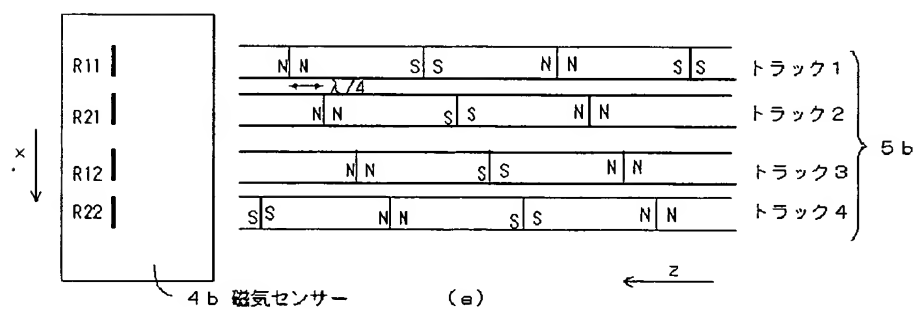 R11 N N S S N N S S トラック1
λ/4
R21 N N S S N N トラック2
5b
x
R12 N N S S N N トラック3
R22 S S N N S S N N トラック4
z
4b 磁気センサー (e)